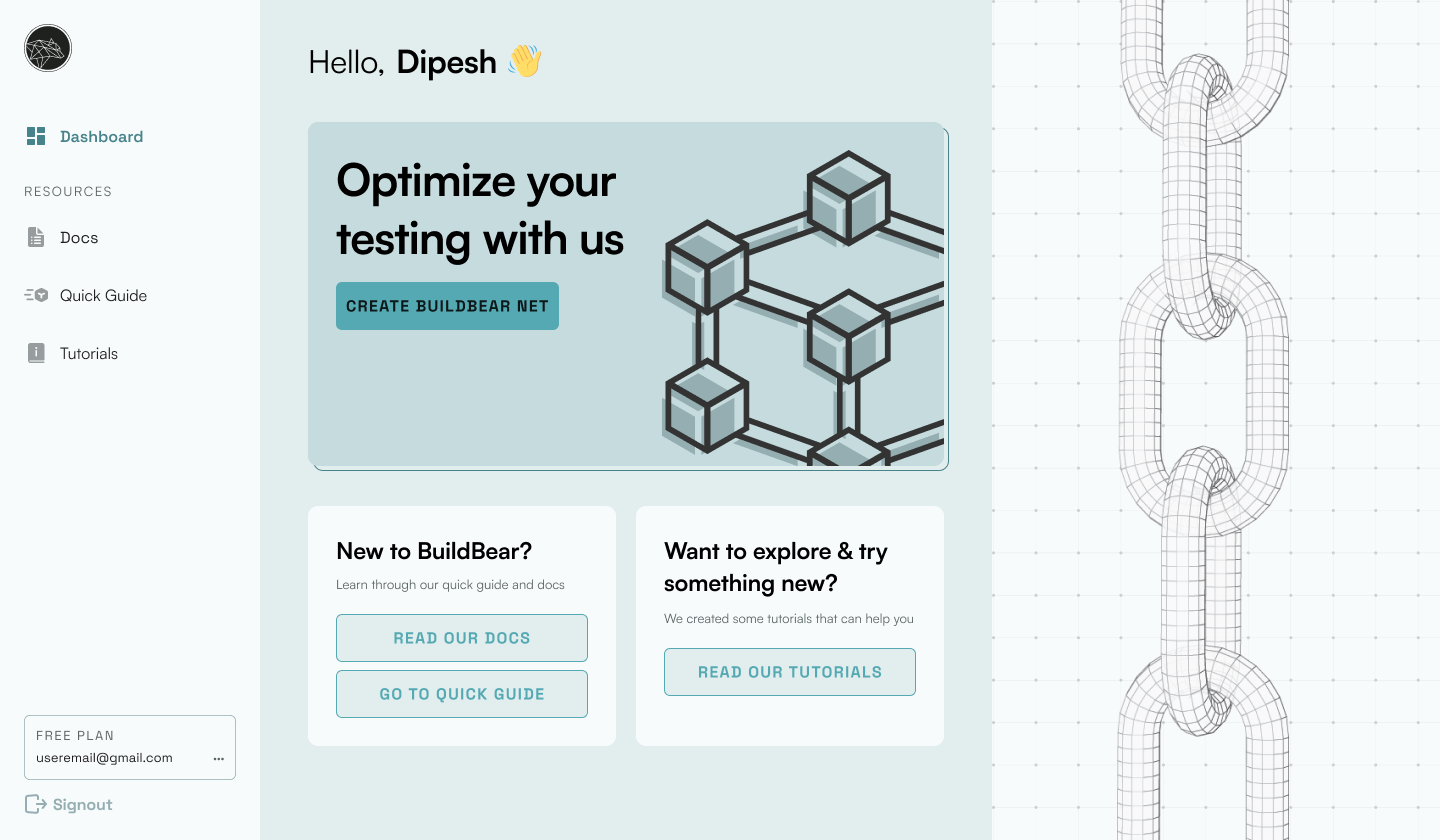 Dashboard
RESOURCES
Docs
Quick Guide
Tutorials
FREE PLAN
useremail@gmail.com
Signout
Hello, Dipesh 👋
Optimize your
testing with us
CREATE BUILDBEAR NET
New to BuildBear?
Learn through our quick guide and docs
READ OUR DOCS
GO TO QUICK GUIDE
Want to explore & try
something new?
We created some tutorials that can help you
READ OUR TUTORIALS